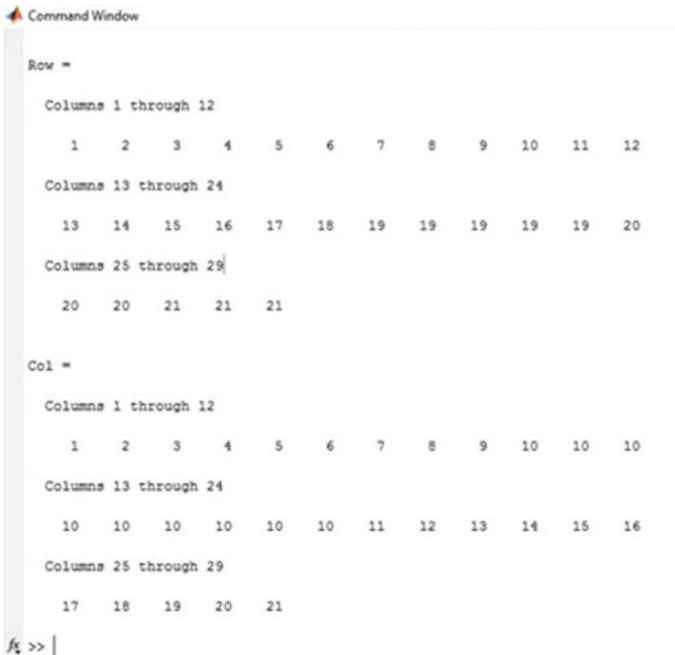 Command Window
Row =
Columns 1 through 12
1 2 3 4 5 6 7 8 9 10 11 12
Columns 13 through 24
13 14 15 16 17 18 19 19 19 19 19 20
Columns 25 through 29
20 20 21 21 21
Col =
Columns 1 through 12
1 2 3 4 5 6 7 8 9 10 10 10
Columns 13 through 24
10 10 10 10 10 10 11 12 13 14 15 16
Columns 25 through 29
17 18 19 20 21
fx >>